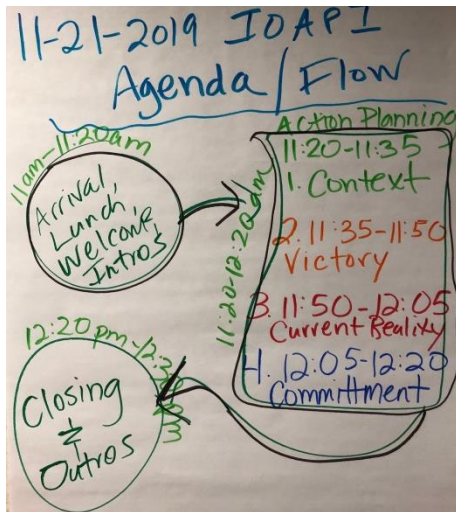 11-21-2019 IOAPI
Agenda/Flow
11am-11:20am
Arrival,
Lunch,
Welcome,
Intros
11:20-12:20
Action Planning
11:20-11:35
1. Context
2. 11:35-11:50
Victory
3. 11:50-12:05
Current Reality
4. 12:05-12:20
Committment
12:20pm-12:
Closing
&
Outros